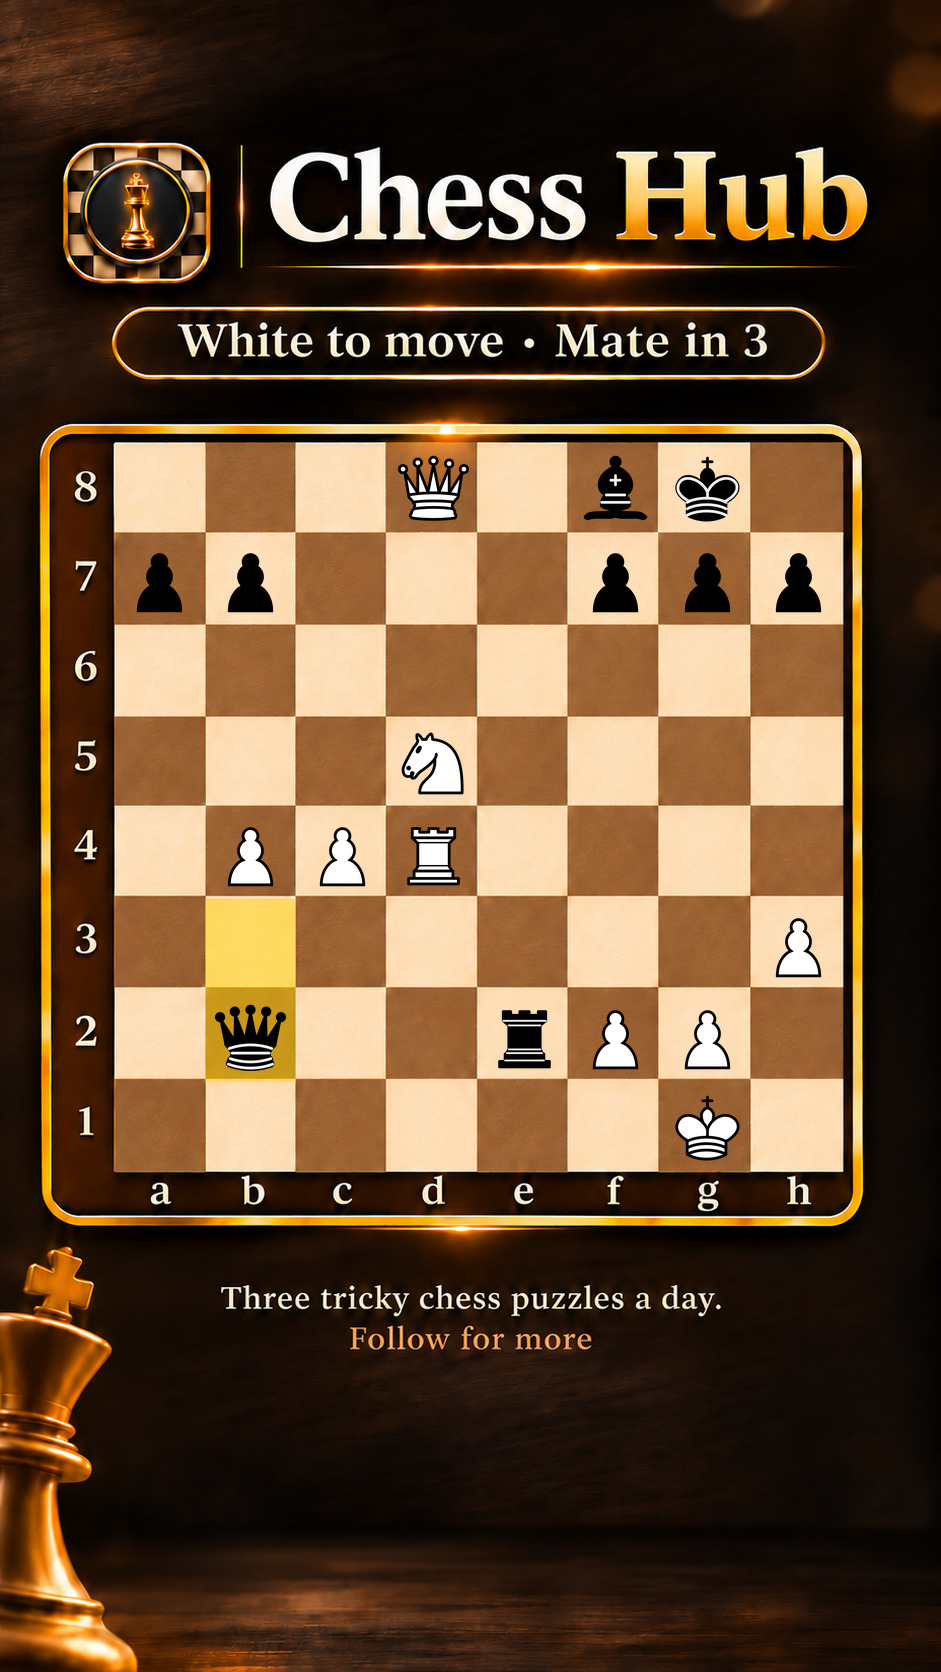 Chess Hub
White to move • Mate in 3
8
7
6
5
4
3
2
1
a b c d e f g h
Three tricky chess puzzles a day.
Follow for more